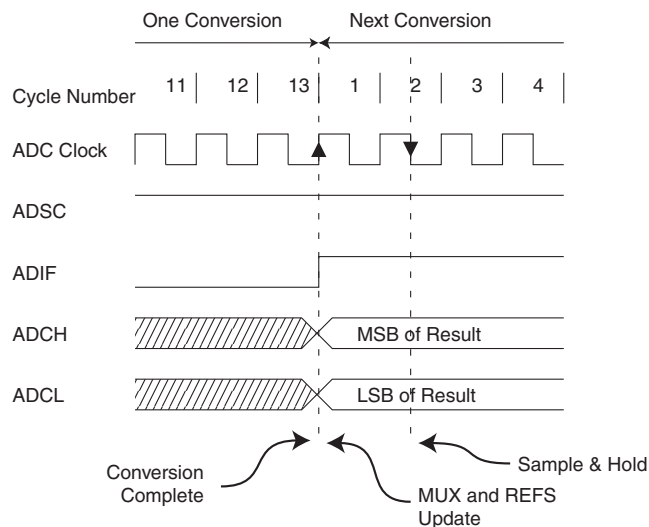 One Conversion Next Conversion
Cycle Number 11 12 13 1 2 3 4
ADC Clock
ADSC
ADIF
ADCH MSB of Result
ADCL LSB of Result
Sample & Hold
Conversion
Complete
MUX and REFS
Update